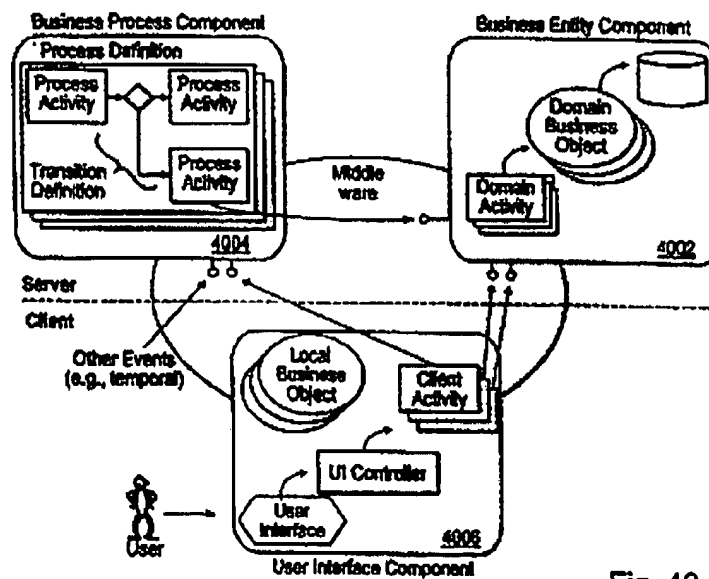 Business Process Component
Business Entity Component
Process Definition
Process
Activity
Process
Activity
Process
Activity
Transition
Definition
4004
Middle
ware
Domain
Business
Object
Domain
Activity
4002
Server
Client
Other Events
(e.g., temporal)
Local
Business
Object
Client
Activity
UI Controller
User
Interface
4006
User
User Interface Component